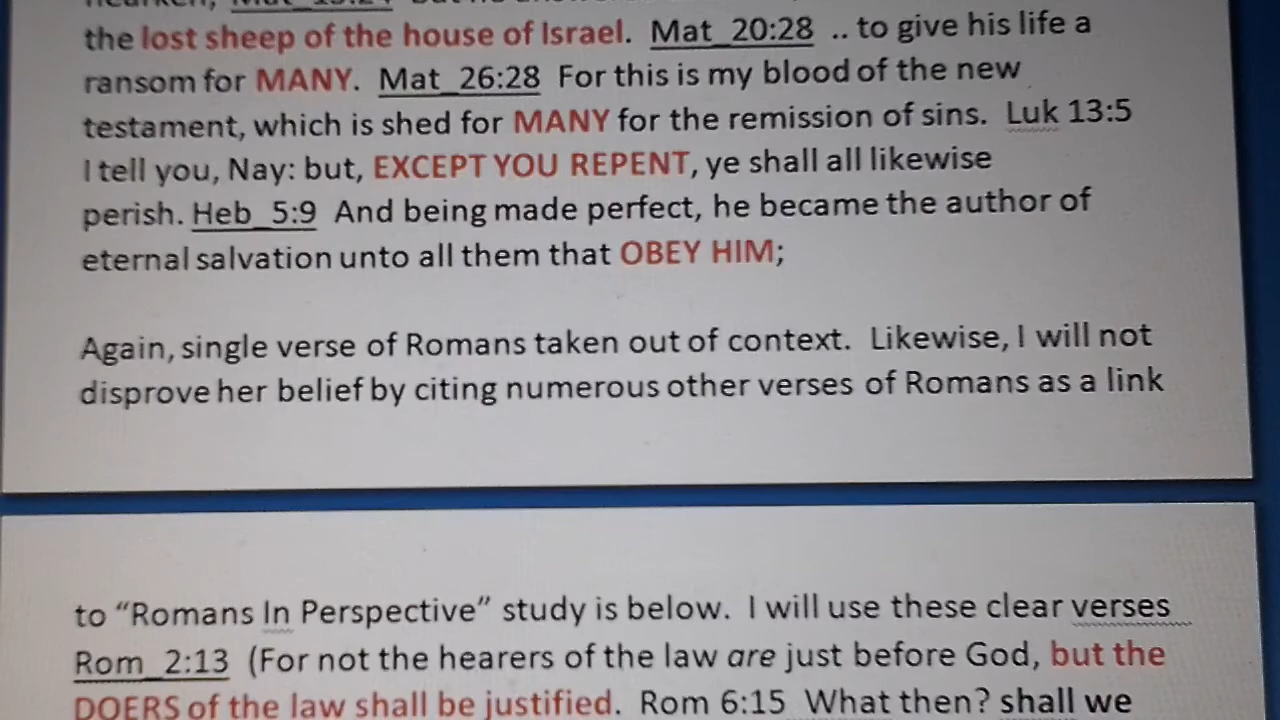 the lost sheep of the house of Israel. Mat_20:28 .. to give his life a
ransom for MANY. Mat_26:28 For this is my blood of the new
testament, which is shed for MANY for the remission of sins. Luk 13:5
I tell you, Nay: but, EXCEPT YOU REPENT, ye shall all likewise
perish. Heb_5:9 And being made perfect, he became the author of
eternal salvation unto all them that OBEY HIM;
Again, single verse of Romans taken out of context. Likewise, I will not
disprove her belief by citing numerous other verses of Romans as a link
to “Romans In Perspective” study is below. I will use these clear verses
Rom_2:13 (For not the hearers of the law are just before God, but the
DOERS of the law shall be justified. Rom 6:15 What then? shall we